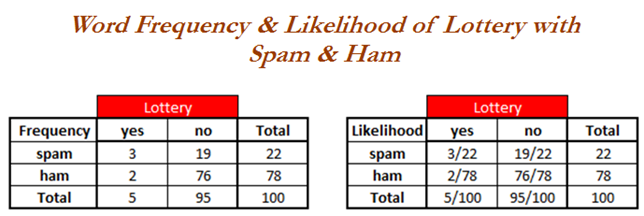 Word Frequency & Likelihood of Lottery with
Spam & Ham
Lottery
Frequency yes no Total
spam 3 19 22
ham 2 76 78
Total 5 95 100
Lottery
Likelihood yes no Total
spam 3/22 19/22 22
ham 2/78 76/78 78
Total 5/100 95/100 100